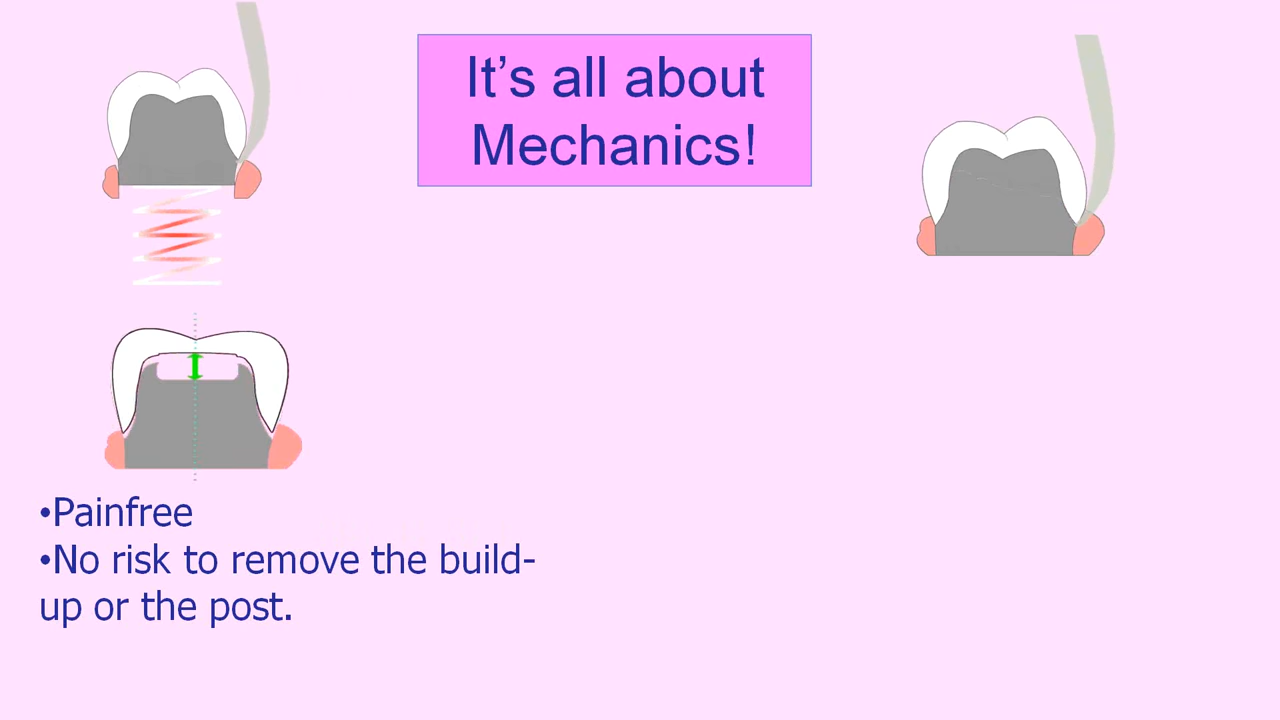 It’s all about
Mechanics!
•Painfree
•No risk to remove the build-
up or the post.